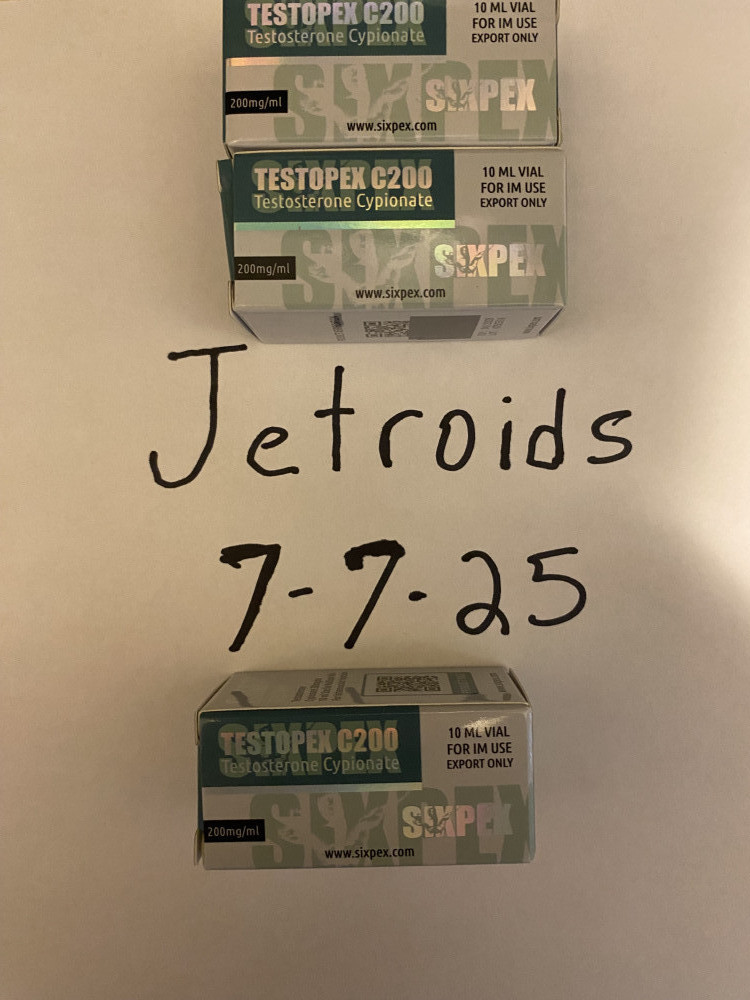 TESTOPEX C200
Testosterone Cypionate
10 ML VIAL
FOR IM USE
EXPORT ONLY
200mg/ml
SIXPEX
www.sixpex.com
TESTOPEX C200
Testosterone Cypionate
10 ML VIAL
FOR IM USE
EXPORT ONLY
200mg/ml
SIXPEX
www.sixpex.com
Jetroids
7-7-25
TESTOPEX C200
Testosterone Cypionate
10 ML VIAL
FOR IM USE
EXPORT ONLY
200mg/ml
SIXPEX
www.sixpex.com